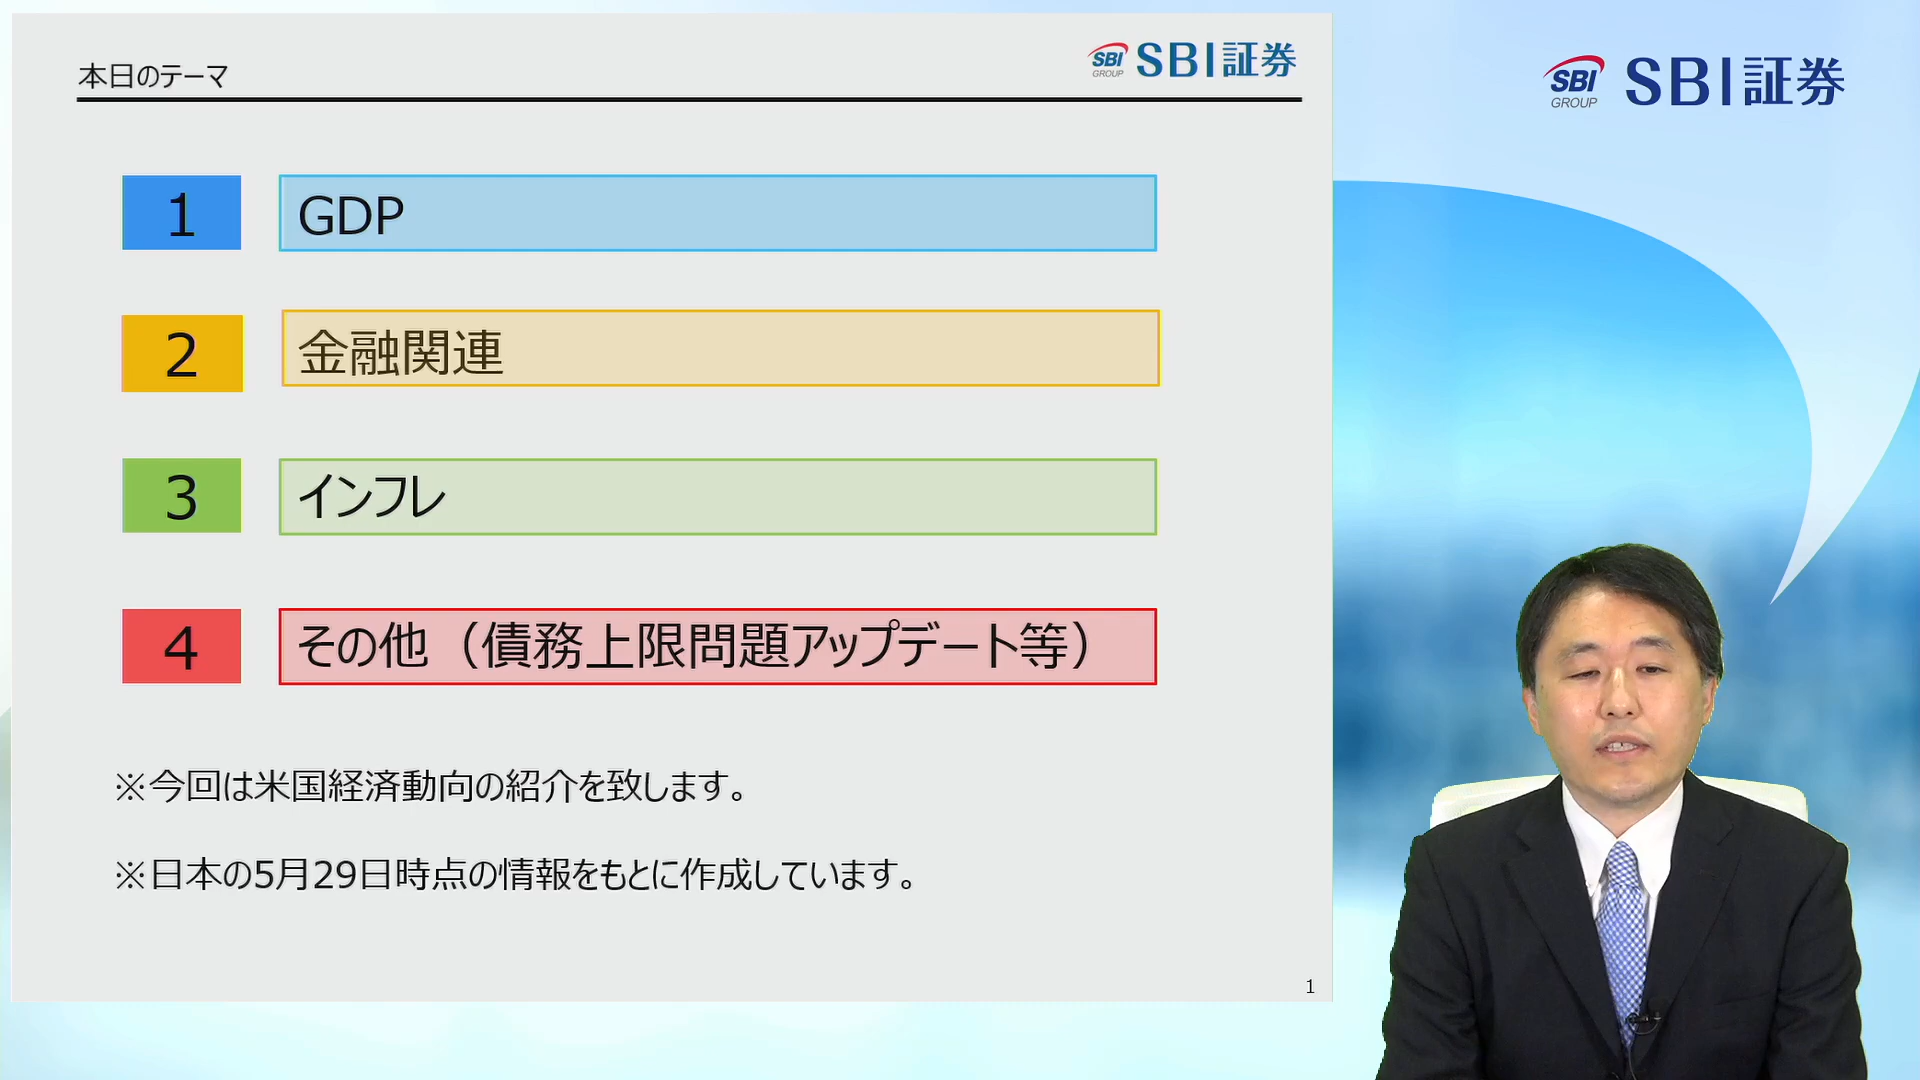 本日のテーマ
SBI GROUP SBI証券
SBI GROUP SBI証券
1 GDP
2 金融関連
3 インフレ
4 その他（債務上限問題アップデート等）
※今回は米国経済動向の紹介を致します。
※日本の5月29日時点の情報をもとに作成しています。
1